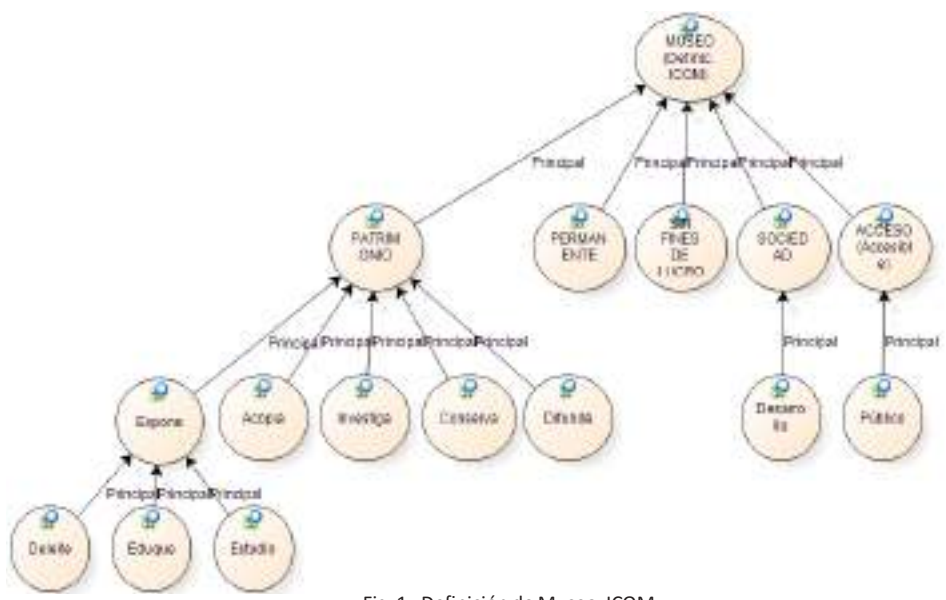 MUSEO
(Definic.
ICOM)
Principal
Principal
Principal
Principal
Principal
PATRIM
ONIO
PERMAN
ENTE
SIN
FINES
DE
LUCRO
SOCIED
AD
ACCESO
(Accesibl
e)
Principal
Principal
Principal
Principal
Principal
Principal
Principal
Expone
Acopia
Investiga
Conserva
Difunde
Desarro
llo
Público
Principal
Principal
Principal
Deleite
Eduque
Estudio
Fig. 1. Definición de Museo. ICOM